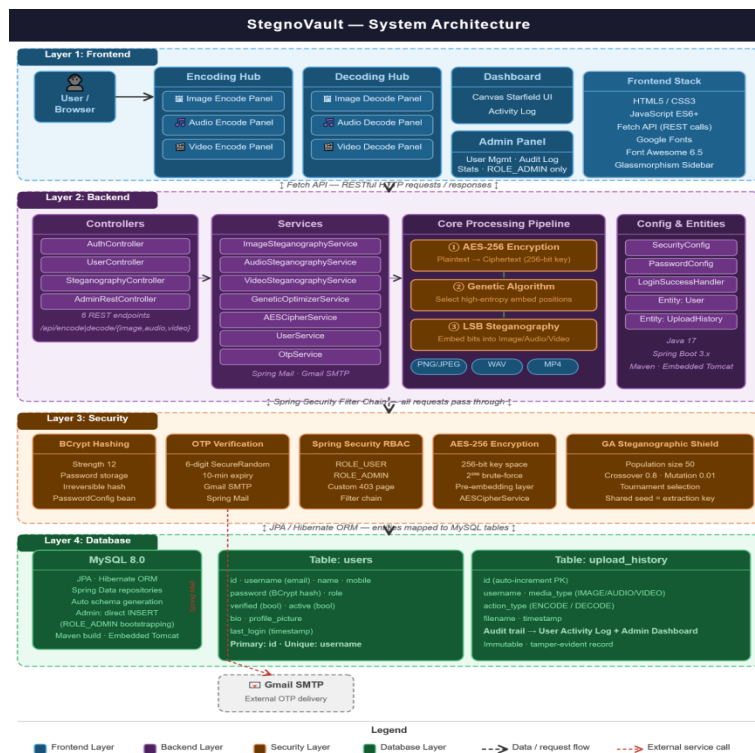 StegnoVault — System Architecture
Layer 1: Frontend
User /
Browser
Encoding Hub
Image Encode Panel
Audio Encode Panel
Video Encode Panel
Decoding Hub
Image Decode Panel
Audio Decode Panel
Video Decode Panel
Dashboard
Canvas Starfield UI
Activity Log
Admin Panel
User Mgmt · Audit Log
Stats · ROLE_ADMIN only
Frontend Stack
HTML5 / CSS3
JavaScript ES6+
Fetch API (REST calls)
Google Fonts
Font Awesome 6.5
Glassmorphism Sidebar
↕ Fetch API — RESTful HTTP requests / responses ↕
Layer 2: Backend
Controllers
AuthController
UserController
SteganographyController
AdminRestController
6 REST endpoints
/api/encode|decode/{image,audio,video}
Services
ImageSteganographyService
AudioSteganographyService
VideoSteganographyService
GeneticOptimizerService
AESCipherService
UserService
OtpService
Spring Mail · Gmail SMTP
Core Processing Pipeline
① AES-256 Encryption
Plaintext → Ciphertext (256-bit key)
② Genetic Algorithm
Select high-entropy embed positions
③ LSB Steganography
Embed bits into Image/Audio/Video
PNG/JPEG
WAV
MP4
Config & Entities
SecurityConfig
PasswordConfig
LoginSuccessHandler
Entity: User
Entity: UploadHistory
Java 17
Spring Boot 3.x
Maven · Embedded Tomcat
↕ Spring Security Filter Chain — all requests pass through ↕
Layer 3: Security
BCrypt Hashing
Strength 12
Password storage
Irreversible hash
PasswordConfig bean
OTP Verification
6-digit SecureRandom
10-min expiry
Gmail SMTP
Spring Mail
Spring Security RBAC
ROLE_USER
ROLE_ADMIN
Custom 403 page
Filter chain
AES-256 Encryption
256-bit key space
brute-force
Pre-embedding layer
AESCipherService
GA Steganographic Shield
Population size 50
Crossover 0.8 · Mutation 0.01
Tournament selection
Shared seed = extraction key
↕ JPA / Hibernate ORM — entities mapped to MySQL tables ↕
Layer 4: Database
MySQL 8.0
JPA · Hibernate ORM
Spring Data repositories
Auto schema generation
Admin: direct INSERT
(ROLE_ADMIN bootstrapping)
Maven build · Embedded Tomcat
Table: users
id · username (email) · name · mobile
password (BCrypt hash) · role
verified (bool) · active (bool)
bio · profile_picture
last_login (timestamp)
Primary: id · Unique: username
Table: upload_history
id (auto-increment PK)
username · media_type (IMAGE/AUDIO/VIDEO)
action_type (ENCODE / DECODE)
filename · timestamp
Audit trail → User Activity Log + Admin Dashboard
Immutable · tamper-evident record
Gmail SMTP
External OTP delivery
Legend
Frontend Layer
Backend Layer
Security Layer
Database Layer
Data / request flow
External service call